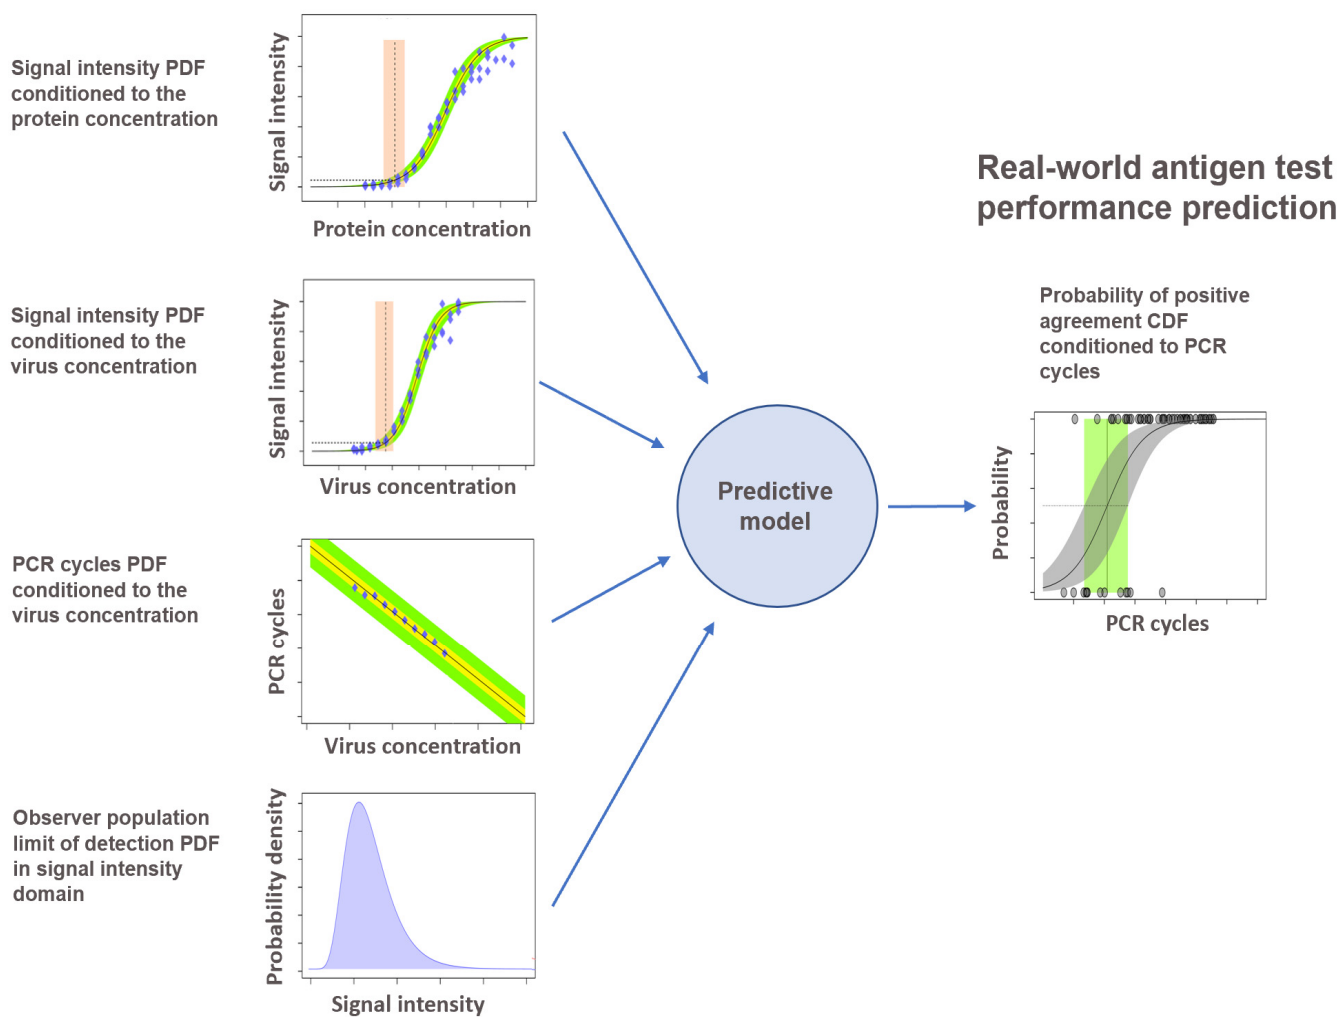 Signal intensity PDF
conditioned to the
protein concentration
Signal intensity
Protein concentration
Signal intensity PDF
conditioned to the
virus concentration
Signal intensity
Virus concentration
PCR cycles PDF
conditioned to the
virus concentration
PCR cycles
Virus concentration
Observer population
limit of detection PDF
in signal intensity
domain
Probability density
Signal intensity
Predictive
model
Real-world antigen test
performance prediction
Probability of positive
agreement CDF
conditioned to PCR
cycles
Probability
PCR cycles